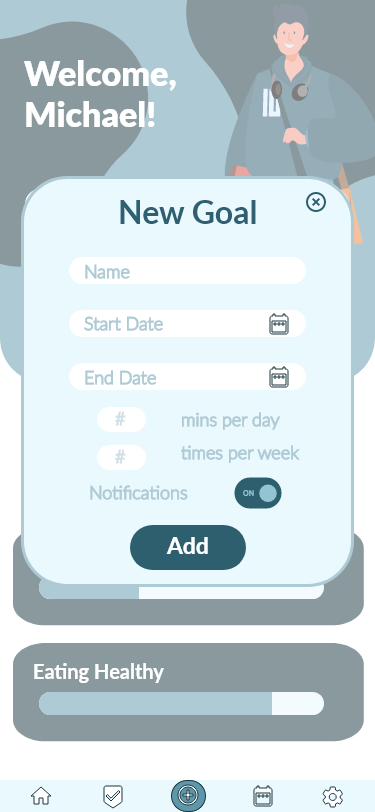 Welcome,
Michael!
New Goal
Name
Start Date
End Date
# mins per day
# times per week
Notifications ON
Add
Eating Healthy